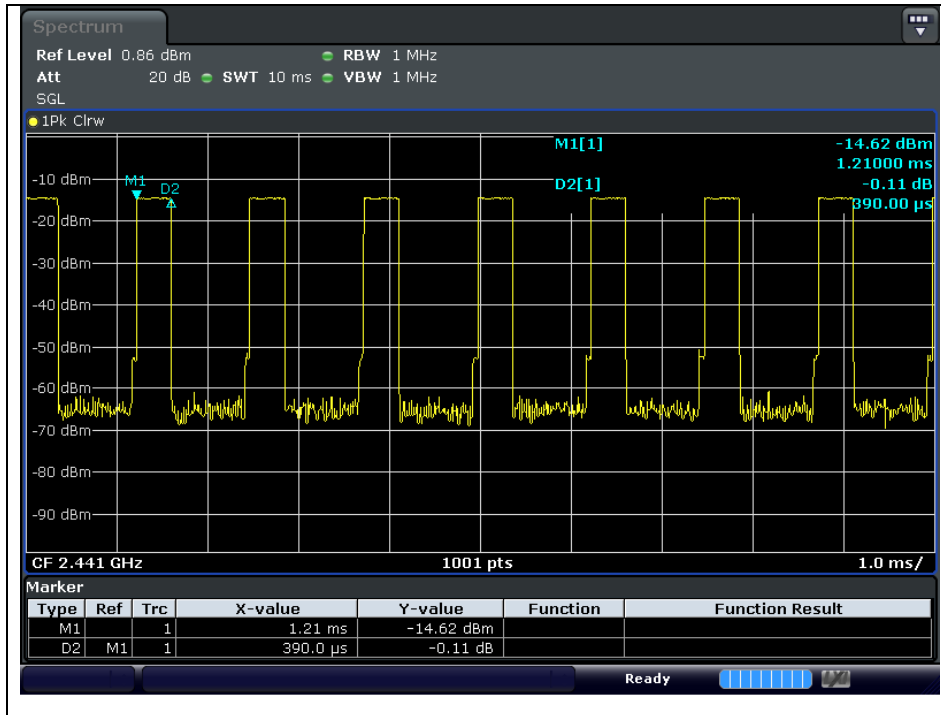 Spectrum
Ref Level 0.86 dBm RBW 1 MHz
Att 20 dB SWT 10 ms VBW 1 MHz
SGL
1Pk Clrw
M1[1] -14.62 dBm
1.21000 ms
D2[1] -0.11 dB
390.00 µs
M1
D2
-10 dBm
-20 dBm
-30 dBm
-40 dBm
-50 dBm
-60 dBm
-70 dBm
-80 dBm
-90 dBm
CF 2.441 GHz 1001 pts 1.0 ms/
Marker
Type Ref Trc X-value Y-value Function Function Result
M1 1 1.21 ms -14.62 dBm
D2 M1 1 390.0 µs -0.11 dB
Ready